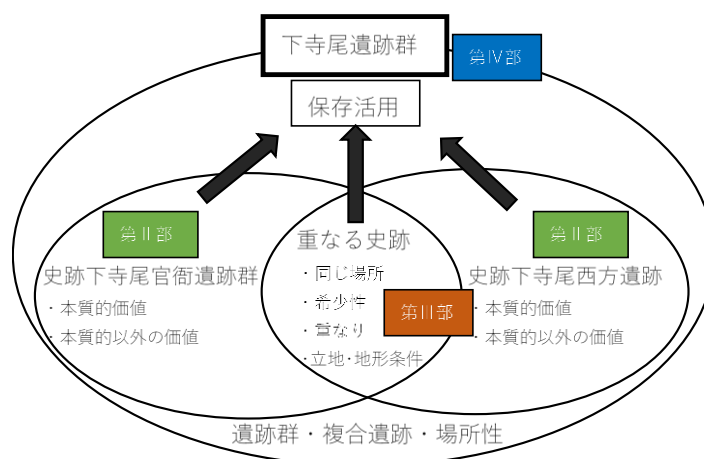 下寺尾遺跡群
第Ⅳ部
保存活用
第Ⅱ部
史跡下寺尾官衙遺跡群
・本質的価値
・本質的以外の価値
重なる史跡
・同じ場所
・希少性
・重なり
・立地・地形条件
第Ⅲ部
第Ⅱ部
史跡下寺尾西方遺跡
・本質的価値
・本質的以外の価値
遺跡群・複合遺跡・場所性